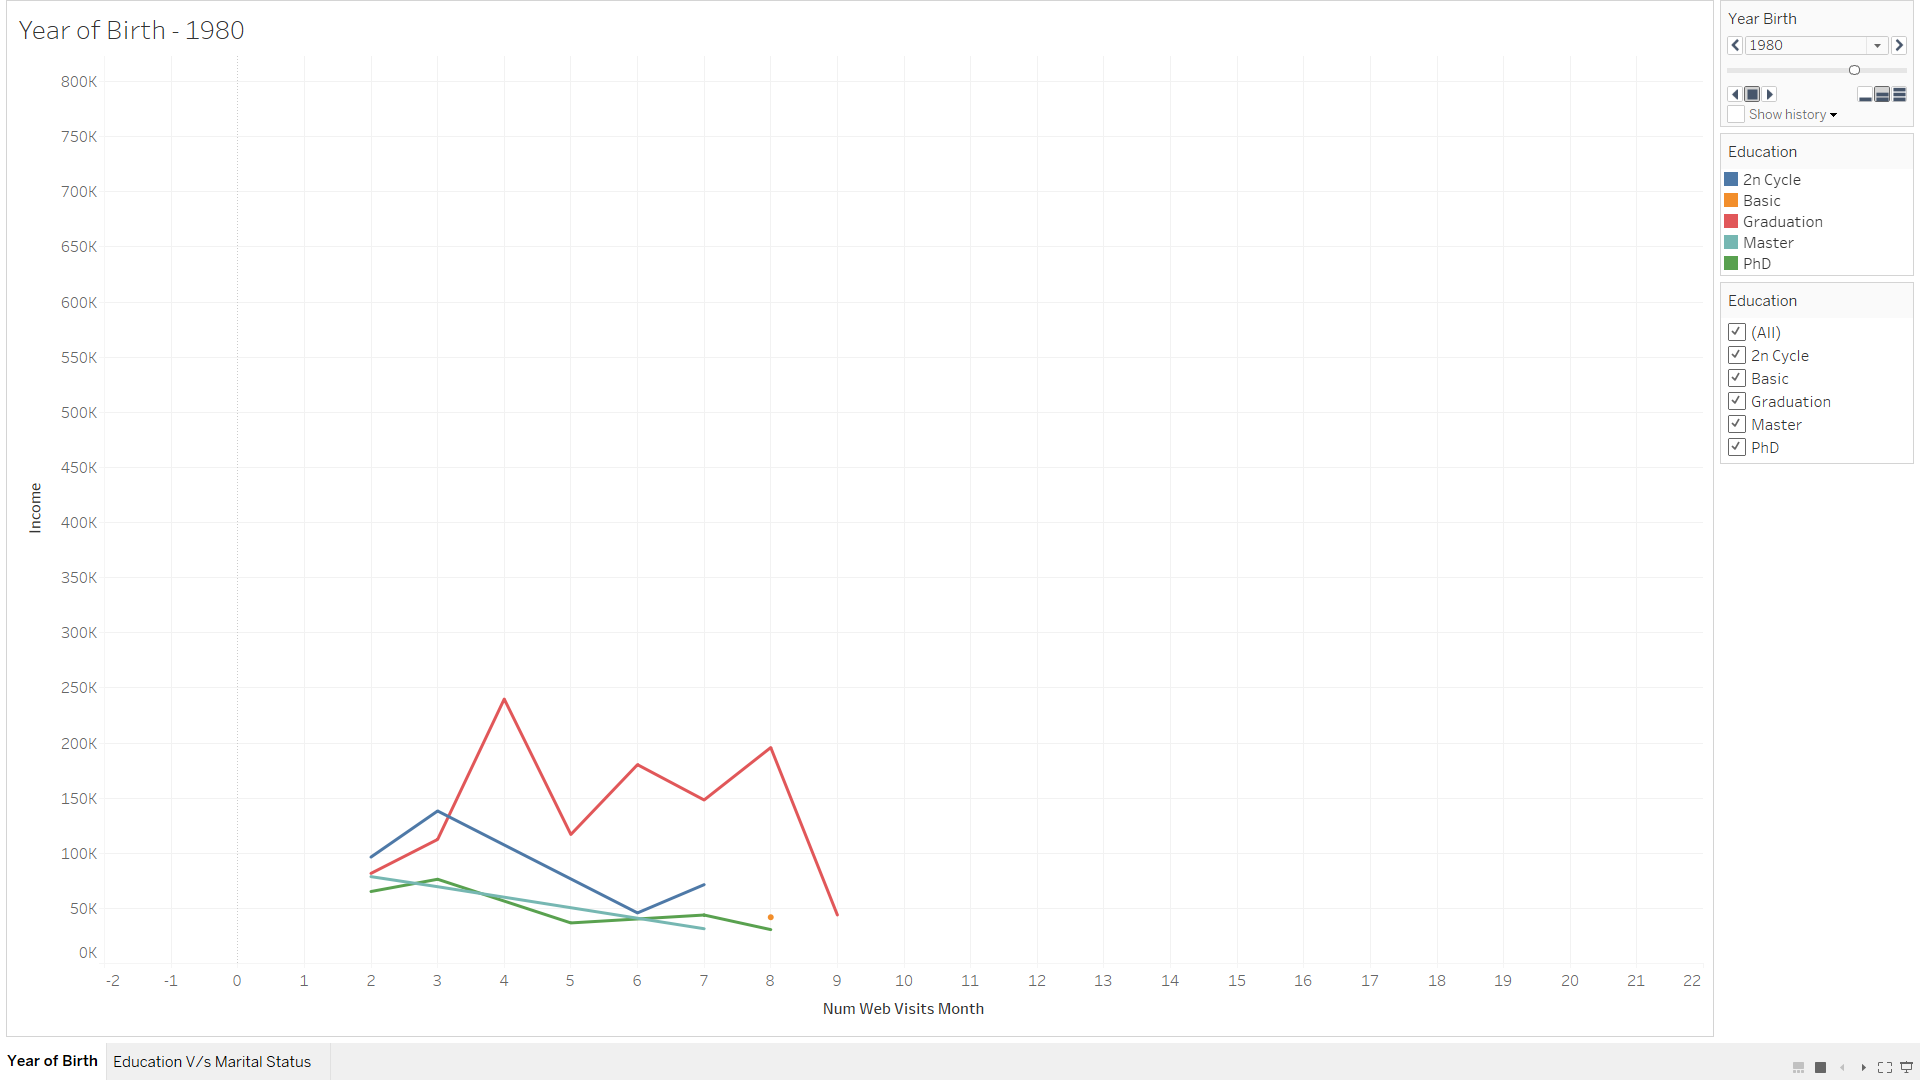 Year of Birth - 1980
800K
750K
700K
650K
600K
550K
500K
450K
400K
350K
300K
250K
200K
150K
100K
50K
0K
Income
-2 -1 0 1 2 3 4 5 6 7 8 9 10 11 12 13 14 15 16 17 18 19 20 21 22
Num Web Visits Month
Year Birth
1980
Show history
Education
2n Cycle
Basic
Graduation
Master
PhD
Education
(All)
2n Cycle
Basic
Graduation
Master
PhD
Year of Birth
Education V/s Marital Status